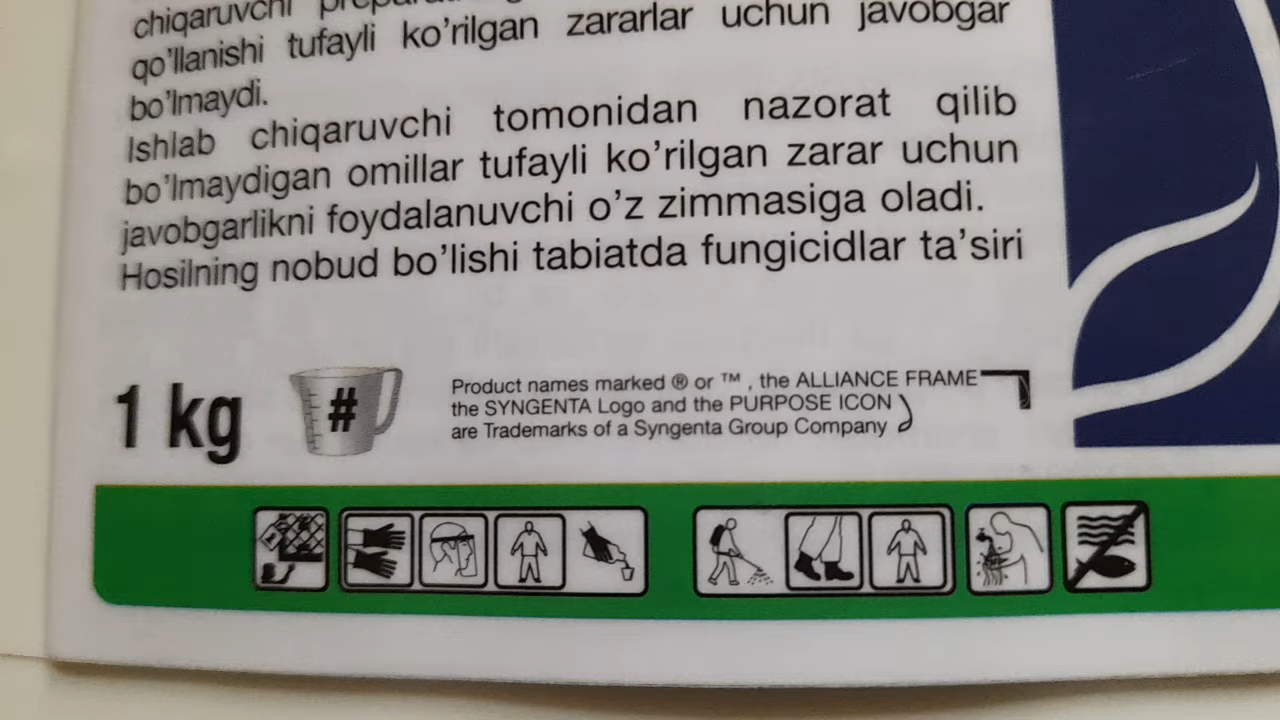 chiqaruvchi
qo'llanishi tufayli ko'rilgan zararlar uchun javobgar
bo'lmaydi.
Ishlab chiqaruvchi tomonidan nazorat qilib
bo'lmaydigan omillar tufayli ko'rilgan zarar uchun
javobgarlikni foydalanuvchi o'z zimmasiga oladi.
Hosilning nobud bo'lishi tabiatda fungicidlar ta'siri
1 kg
#
Product names marked ® or ™ , the ALLIANCE FRAME
the SYNGENTA Logo and the PURPOSE ICON
are Trademarks of a Syngenta Group Company